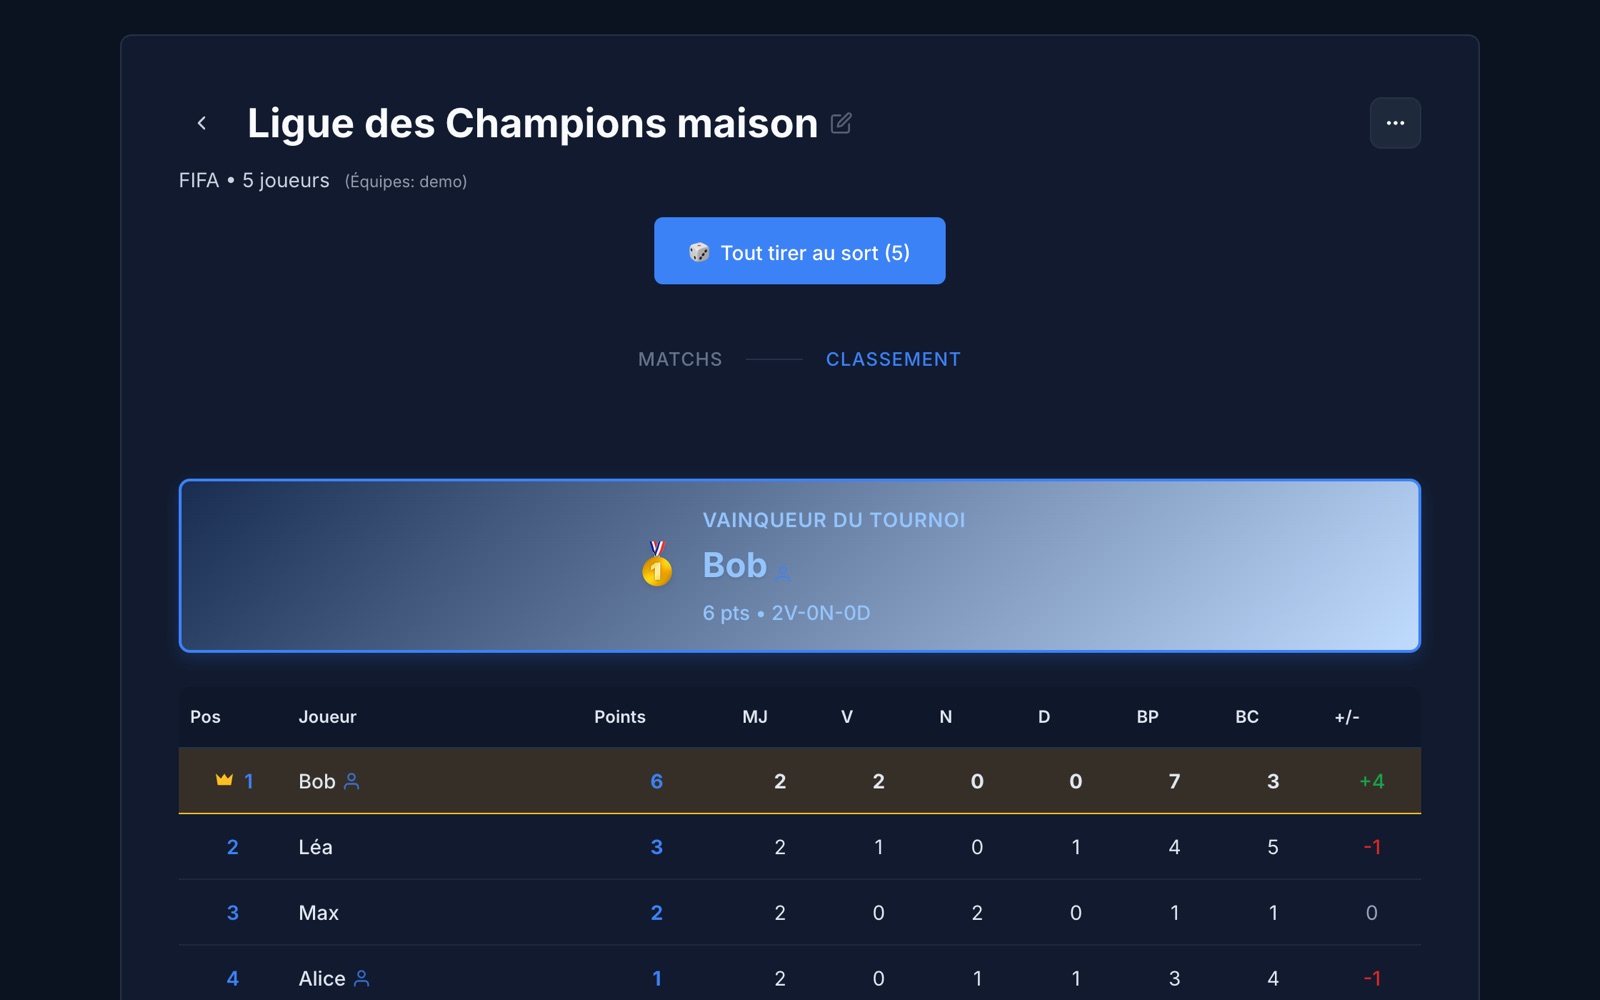 Ligue des Champions maison
FIFA • 5 joueurs (Équipes: demo)
🎲 Tout tirer au sort (5)
MATCHS CLASSEMENT
VAINQUEUR DU TOURNOI
🥇 Bob
6 pts • 2V-0N-0D
Pos Joueur Points MJ V N D BP BC +/-
1 Bob 6 2 2 0 0 7 3 +4
2 Léa 3 2 1 0 1 4 5 -1
3 Max 2 2 0 2 0 1 1 0
4 Alice 1 2 0 1 1 3 4 -1